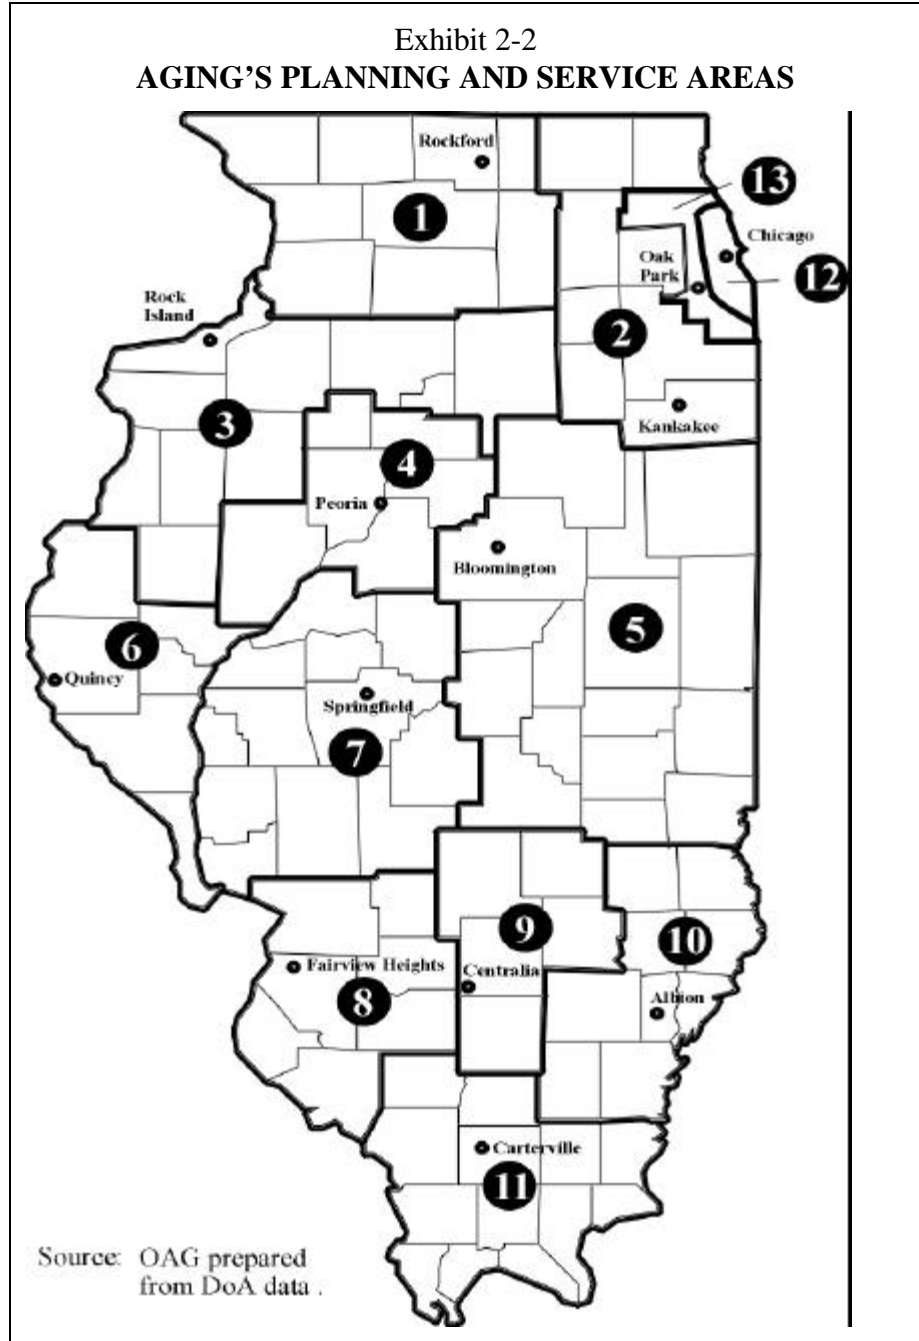 Exhibit 2-2
AGING'S PLANNING AND SERVICE AREAS
Rockford
13
1
Chicago
Oak
Park
12
Rock
Island
2
3
Kankakee
4
Peoria
Bloomington
5
6
Quincy
Springfield
7
9
10
Fairview Heights
Centralia
8
Albion
Carterville
11
Source: OAG prepared
from DoA data .